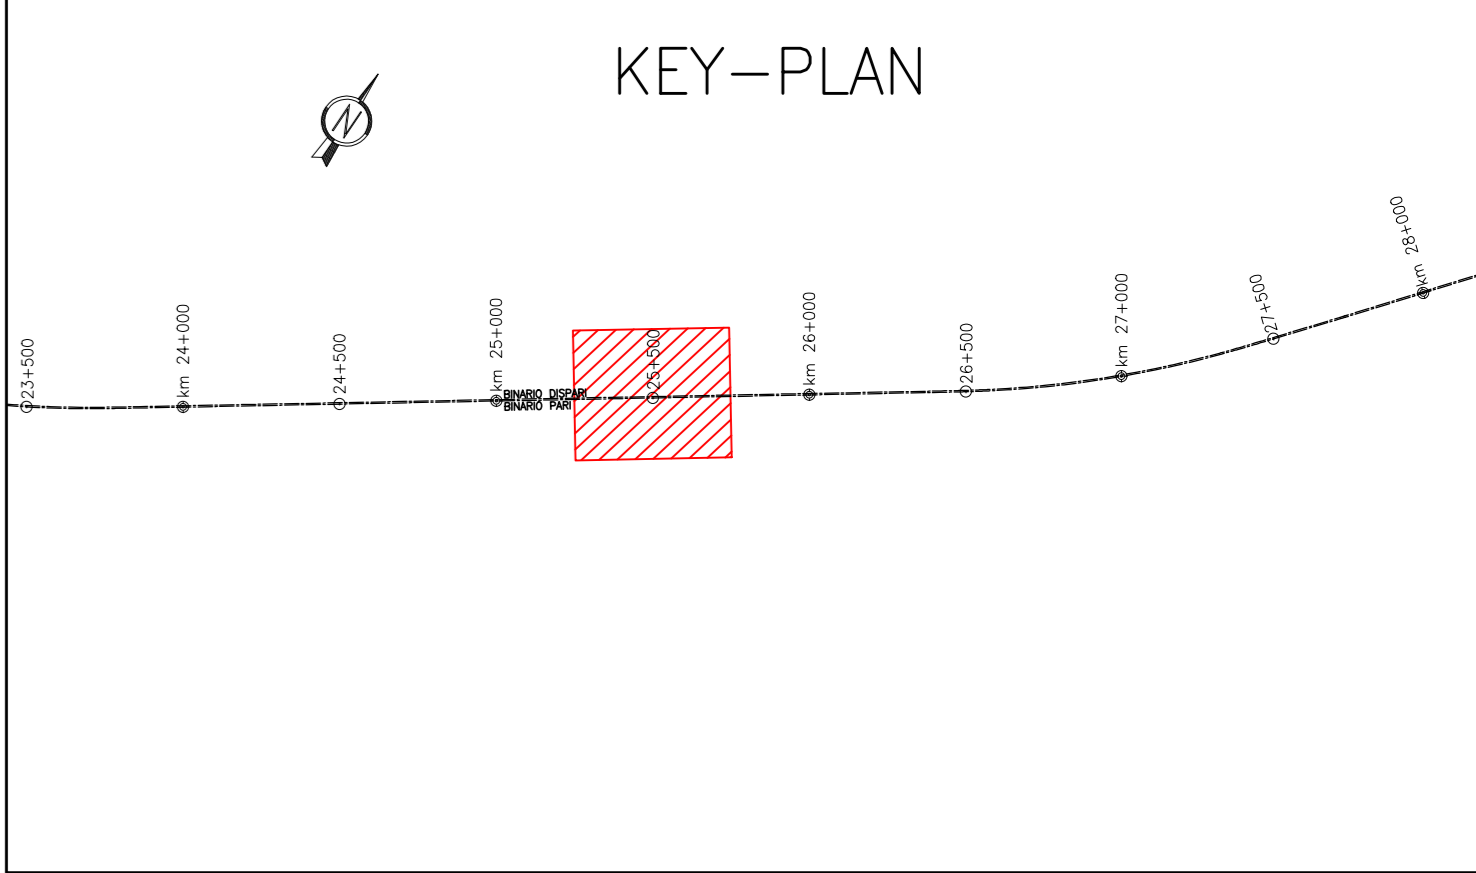 KEY-PLAN
N
23+500
km 24+000
24+500
km 25+000
BINARIO DISPARI
BINARIO PARI
25+500
km 26+000
26+500
km 27+000
27+500
km 28+000